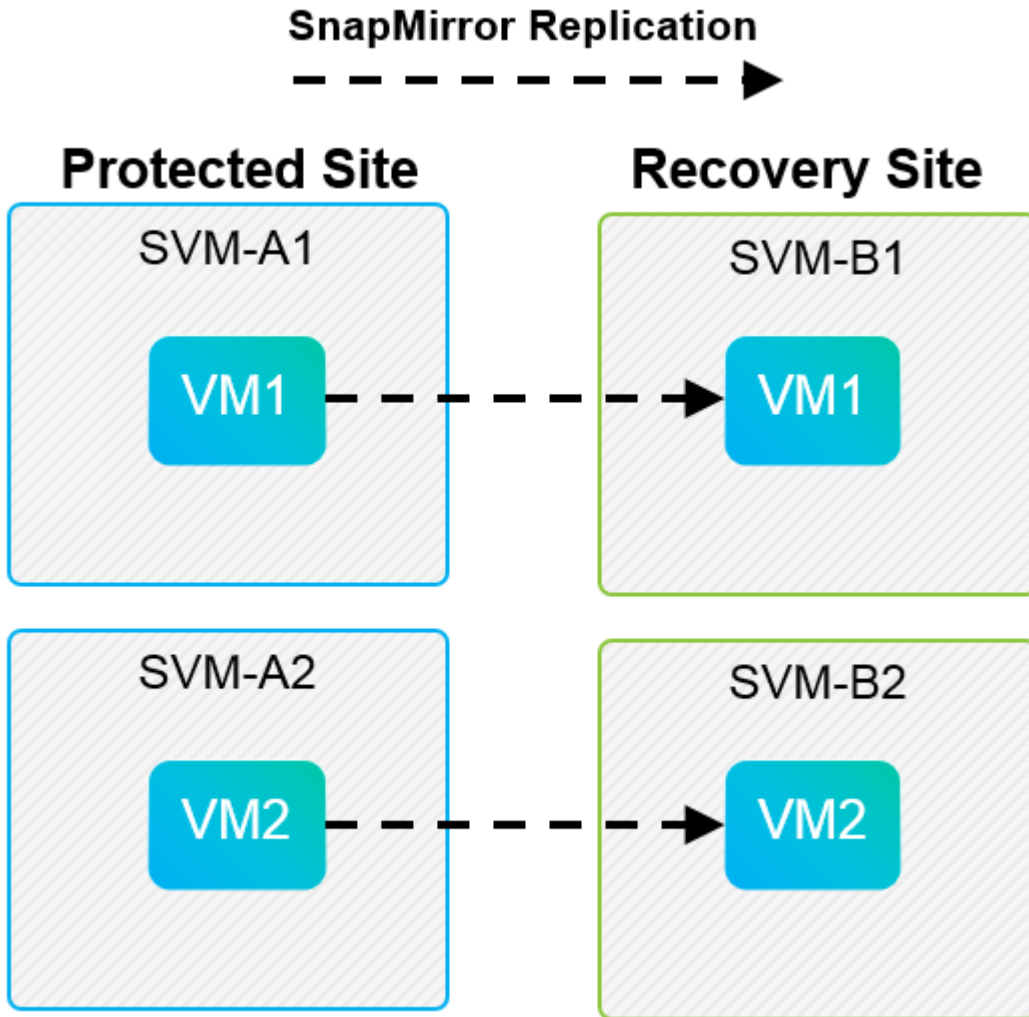 SnapMirror Replication
Protected Site
Recovery Site
SVM-A1
SVM-B1
VM1
VM1
SVM-A2
SVM-B2
VM2
VM2